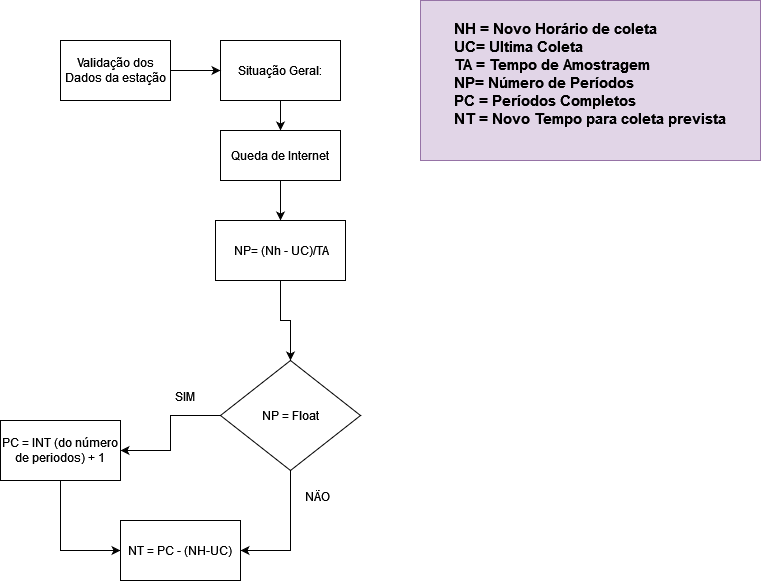 NH = Novo Horário de coleta
UC= Ultima Coleta
TA = Tempo de Amostragem
NP= Número de Períodos
PC = Períodos Completos
NT = Novo Tempo para coleta prevista
Validação dos
Dados da estação
Situação Geral:
Queda de Internet
NP= (Nh - UC)/TA
NP = Float
SIM
PC = INT (do número
de periodos) + 1
NÃO
NT = PC - (NH-UC)